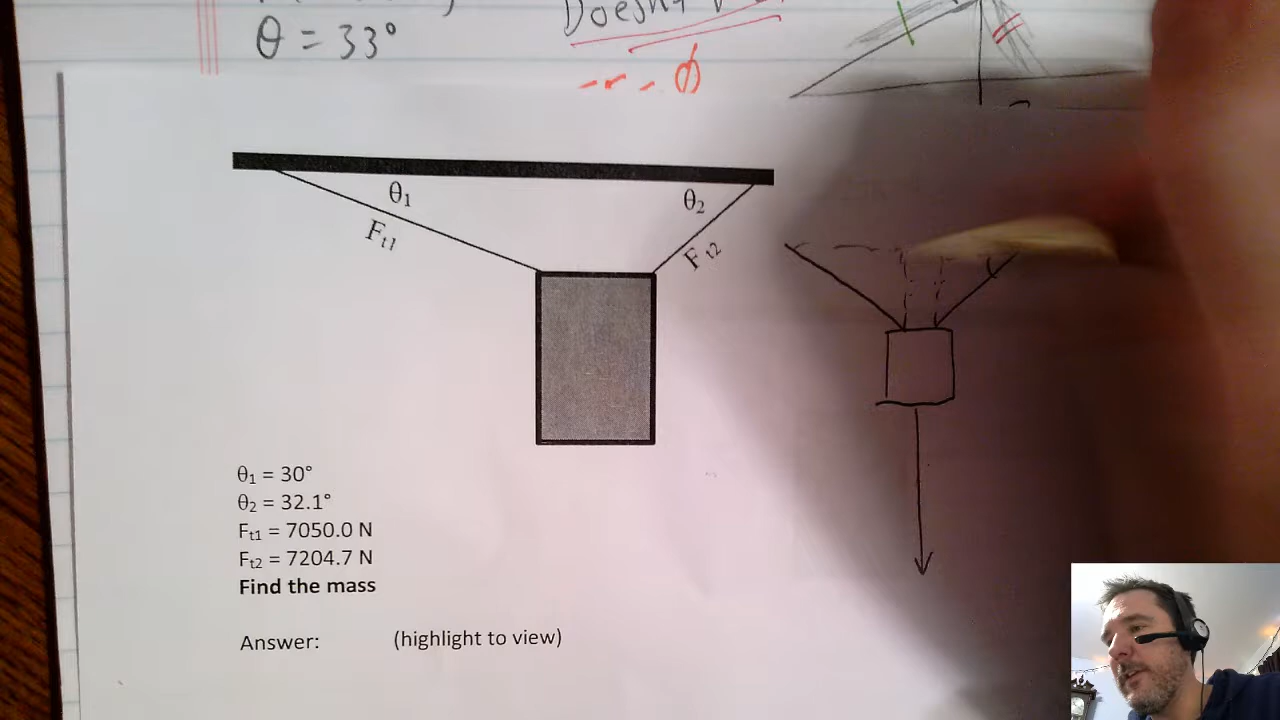 θ = 33°
Doesn't
φ
θ₁
θ₂
Fₜ₁
Fₜ₂
θ₁ = 30°
θ₂ = 32.1°
Fₜ₁ = 7050.0 N
Fₜ₂ = 7204.7 N
Find the mass
Answer: (highlight to view)